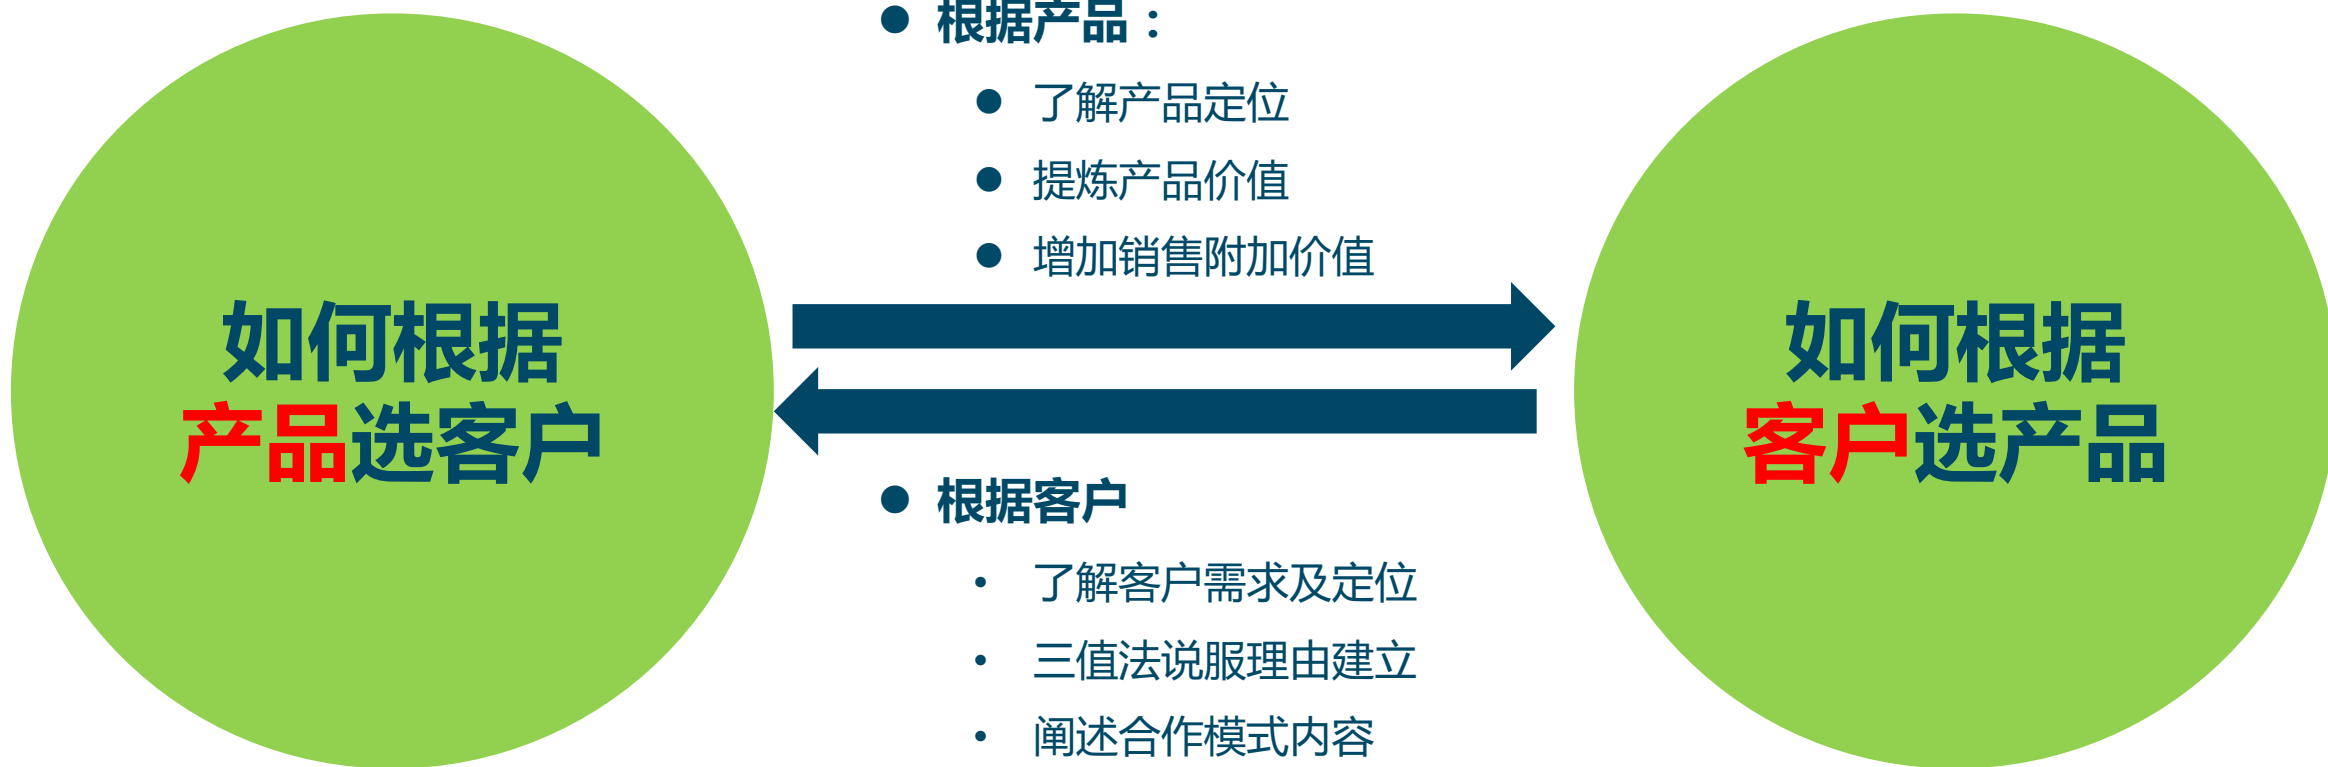 如何根据
产品选客户
● 根据产品：
● 了解产品定位
● 提炼产品价值
● 增加销售附加价值
● 根据客户
• 了解客户需求及定位
• 三值法说服理由建立
• 阐述合作模式内容
如何根据
客户选产品